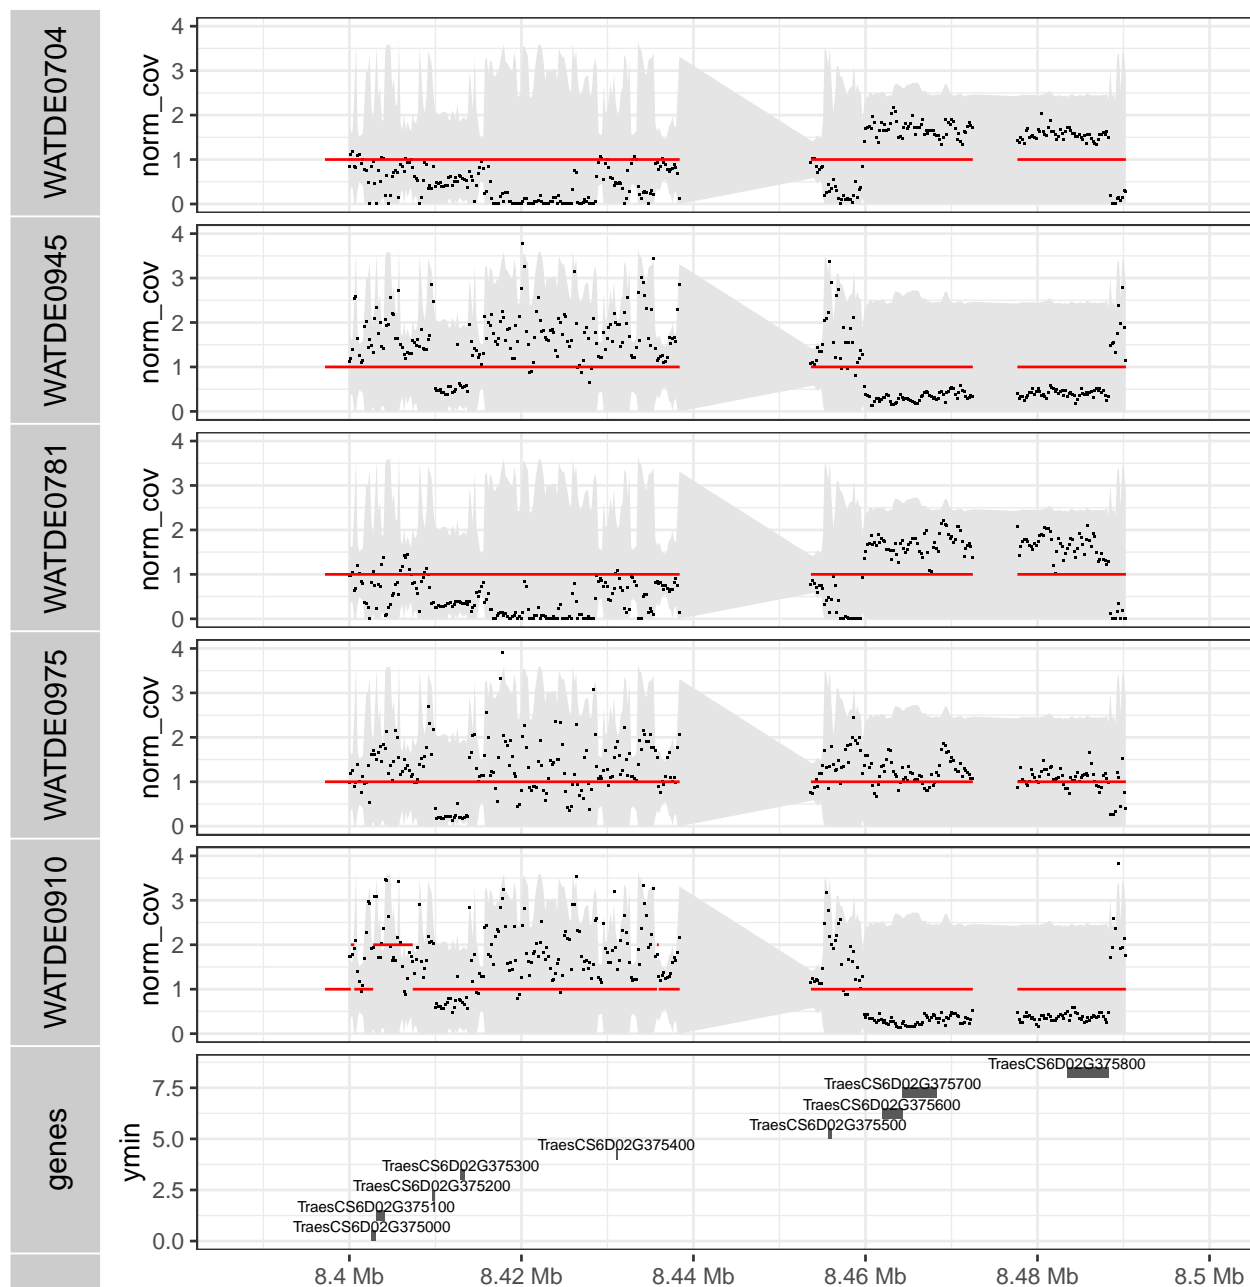 WATDE0704
norm_cov
4
3
2
1
0
WATDE0945
norm_cov
4
3
2
1
0
WATDE0781
norm_cov
4
3
2
1
0
WATDE0975
norm_cov
4
3
2
1
0
WATDE0910
norm_cov
4
3
2
1
0
genes
ymin
7.5
5.0
2.5
0.0
TraesCS6D02G375800
TraesCS6D02G375700
TraesCS6D02G375600
TraesCS6D02G375500
TraesCS6D02G375400
TraesCS6D02G375300
TraesCS6D02G375200
TraesCS6D02G375100
TraesCS6D02G375000
8.4 Mb 8.42 Mb 8.44 Mb 8.46 Mb 8.48 Mb 8.5 Mb